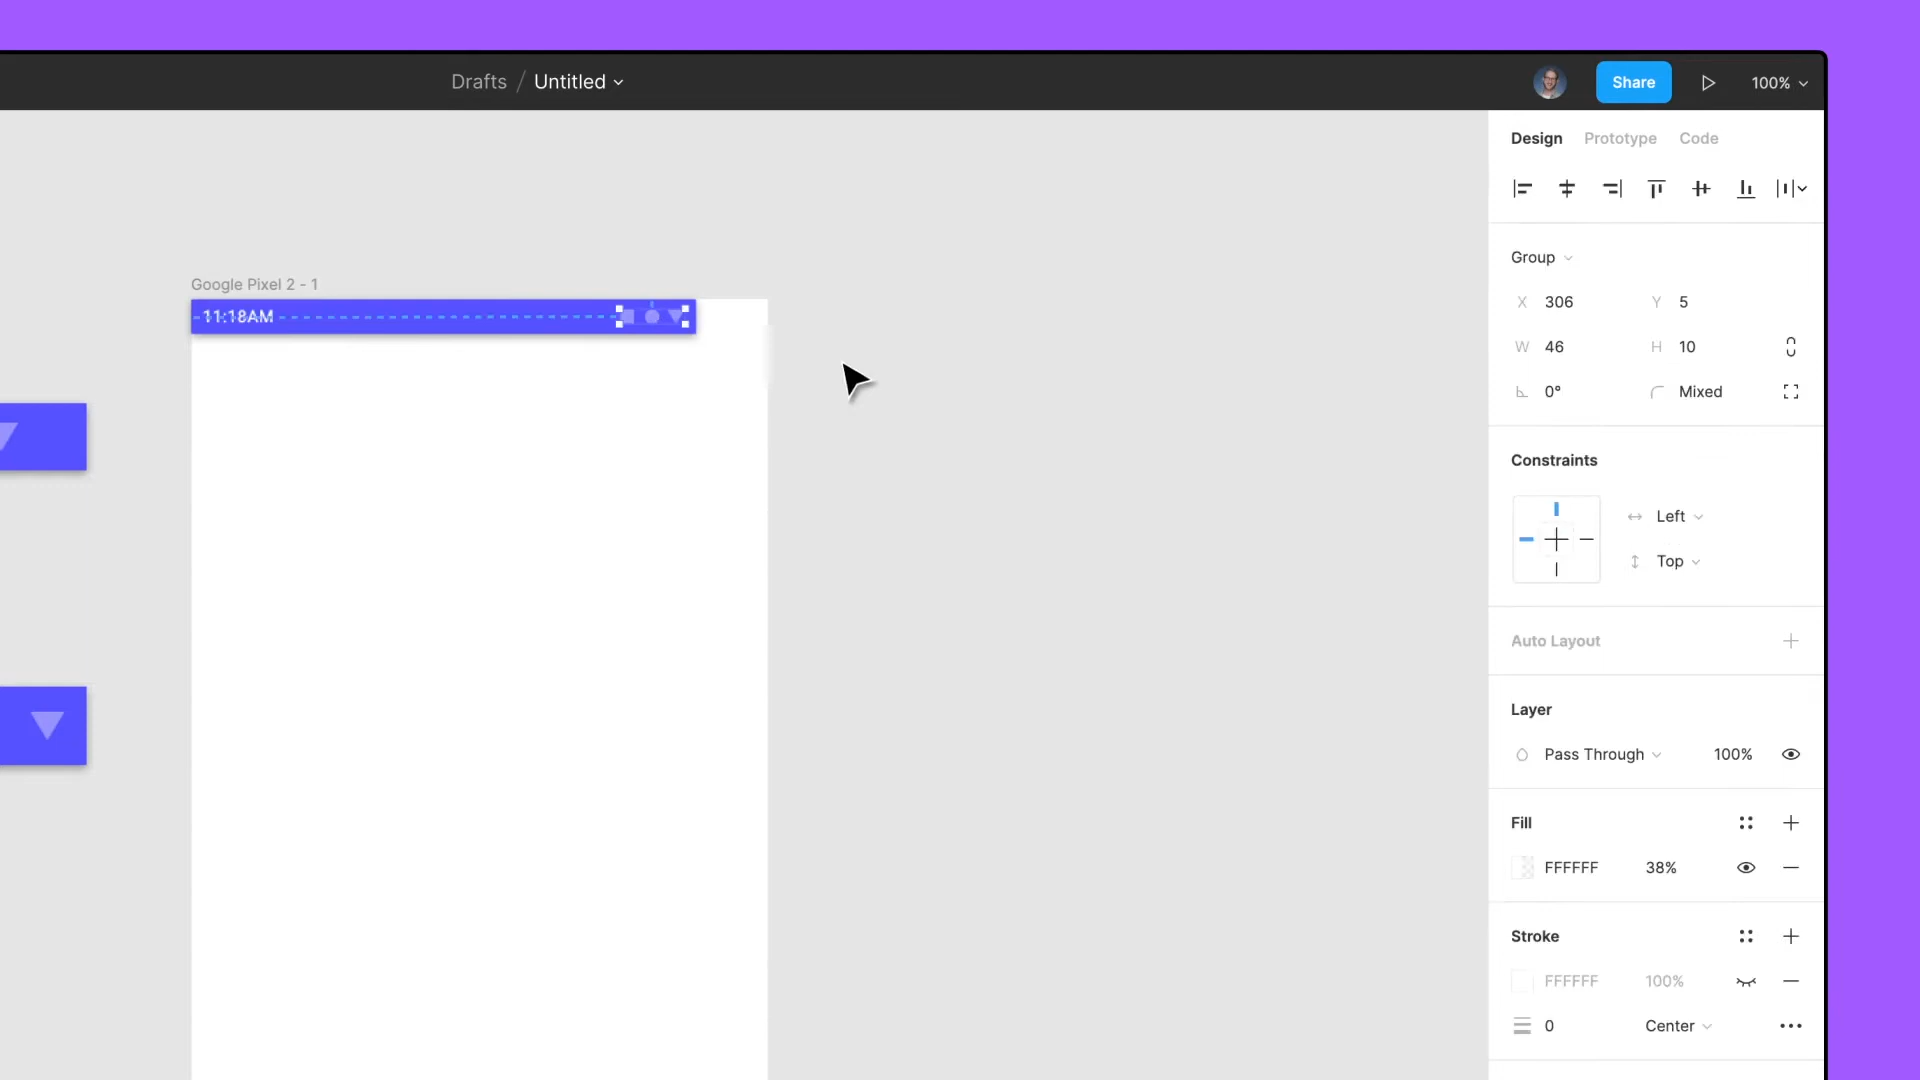 Drafts / Untitled
Share
100%
Design Prototype Code
Group
X 306 Y 5
W 46 H 10
0° Mixed
Constraints
Left
Top
Auto Layout
Layer
Pass Through 100%
Fill
FFFFFF 38%
Stroke
FFFFFF 100%
0 Center
Google Pixel 2 - 1
11:18AM